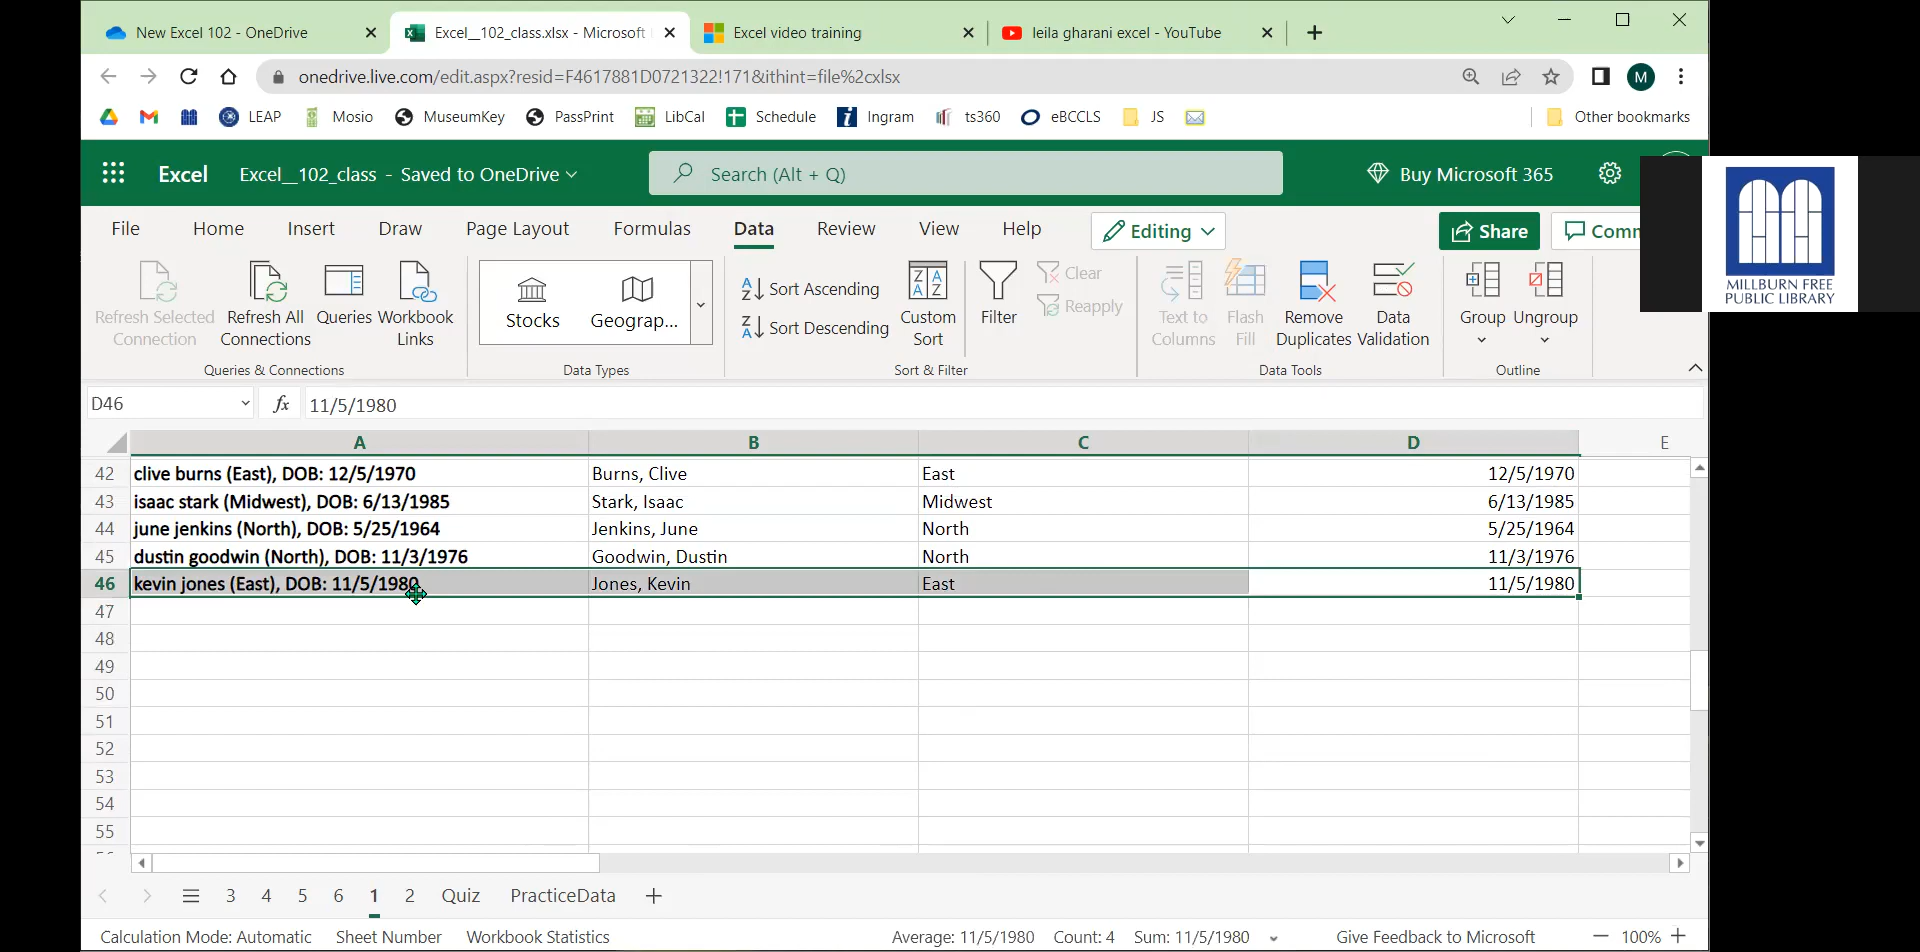 New Excel 102 - OneDrive
Excel__102_class.xlsx - Microsoft
Excel video training
leila gharani excel - YouTube
onedrive.live.com/edit.aspx?resid=F4617881D0721322!171&ithint=file%2cxlsx
M
LEAP
Mosio
MuseumKey
PassPrint
LibCal
Schedule
Ingram
ts360
eBCCLS
JS
Other bookmarks
Excel
Excel__102_class - Saved to OneDrive
Search (Alt + Q)
Buy Microsoft 365
MILLBURN FREE
PUBLIC LIBRARY
File
Home
Insert
Draw
Page Layout
Formulas
Data
Review
View
Help
Editing
Share
Comm
Refresh Selected
Connection
Refresh All
Connections
Queries
Workbook
Links
Queries & Connections
Stocks
Geograp...
Data Types
Sort Ascending
Sort Descending
Custom
Sort
Filter
Clear
Reapply
Sort & Filter
Text to
Columns
Flash
Fill
Remove
Duplicates
Data
Validation
Data Tools
Group
Ungroup
Outline
D46
fx
11/5/1980
A B C D E
42 clive burns (East), DOB: 12/5/1970 Burns, Clive East 12/5/1970
43 isaac stark (Midwest), DOB: 6/13/1985 Stark, Isaac Midwest 6/13/1985
44 june jenkins (North), DOB: 5/25/1964 Jenkins, June North 5/25/1964
45 dustin goodwin (North), DOB: 11/3/1976 Goodwin, Dustin North 11/3/1976
46 kevin jones (East), DOB: 11/5/1980 Jones, Kevin East 11/5/1980
47
48
49
50
51
52
53
54
55
3 4 5 6 1 2 Quiz PracticeData
Calculation Mode: Automatic Sheet Number Workbook Statistics Average: 11/5/1980 Count: 4 Sum: 11/5/1980 Give Feedback to Microsoft 100%